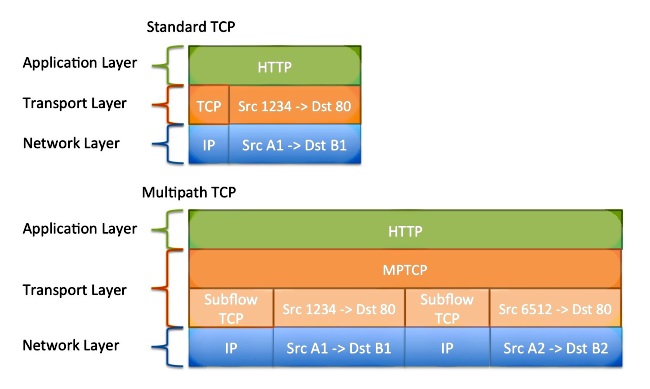 Standard TCP
Application Layer
HTTP
Transport Layer
TCP
Src 1234 -> Dst 80
Network Layer
IP
Src A1 -> Dst B1
Multipath TCP
Application Layer
HTTP
Transport Layer
MPTCP
Subflow
TCP
Src 1234 -> Dst 80
Subflow
TCP
Src 6512 -> Dst 80
Network Layer
IP
Src A1 -> Dst B1
IP
Src A2 -> Dst B2